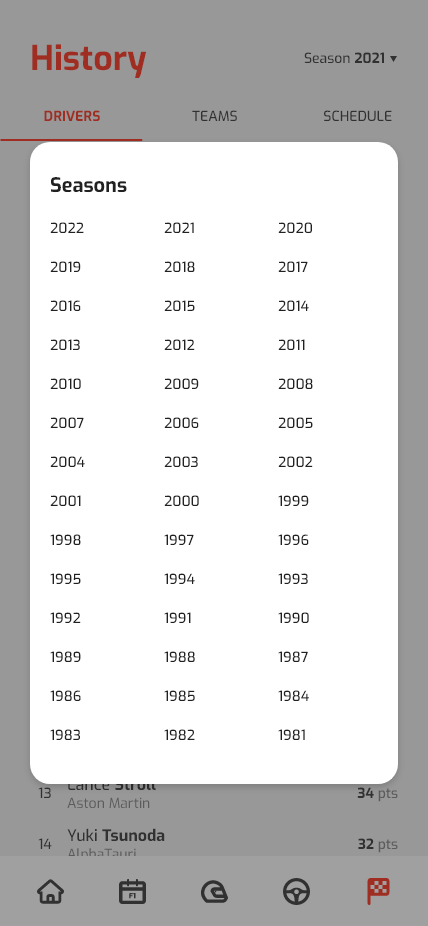 History
Season 2021 ▾
DRIVERS TEAMS SCHEDULE
Seasons
2022 2021 2020
2019 2018 2017
2016 2015 2014
2013 2012 2011
2010 2009 2008
2007 2006 2005
2004 2003 2002
2001 2000 1999
1998 1997 1996
1995 1994 1993
1992 1991 1990
1989 1988 1987
1986 1985 1984
1983 1982 1981
13 Lance Stroll 34 pts
Aston Martin
14 Yuki Tsunoda 32 pts
AlphaTauri
F1